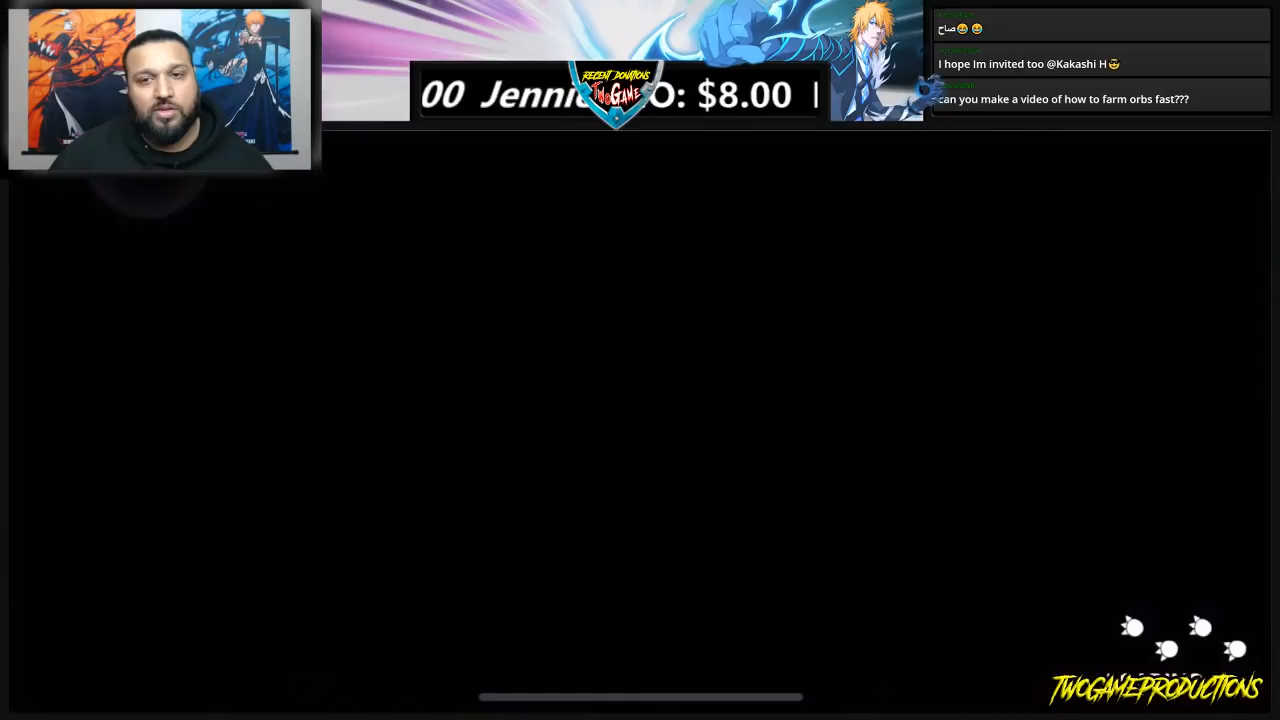 00 Jenni
O: $8.00 |
RECENT DONATIONS
TWOGAME
صاح😂 😂
I hope Im invited too @Kakashi H😎
can you make a video of how to farm orbs fast???
TWOGAMEPRODUCTIONS